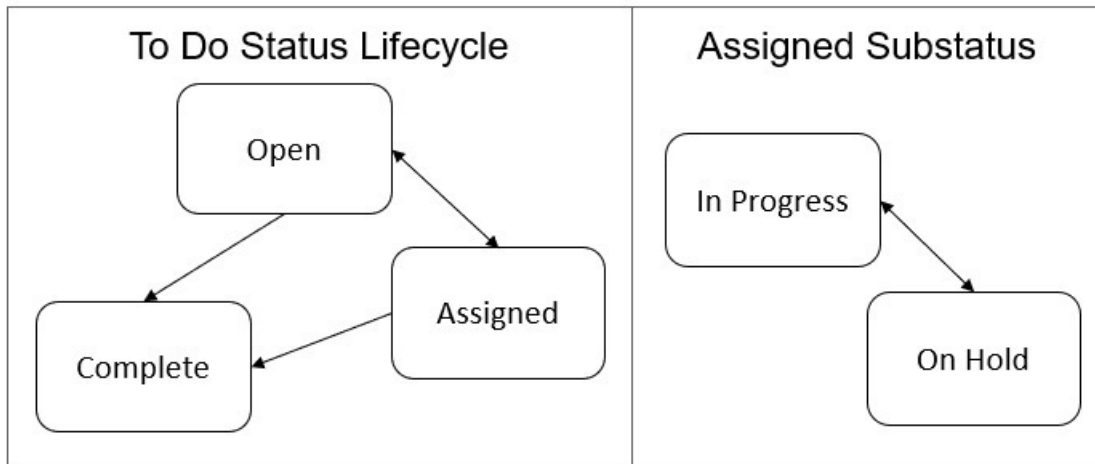 To Do Status Lifecycle
Open
Assigned
Complete
Assigned Substatus
In Progress
On Hold